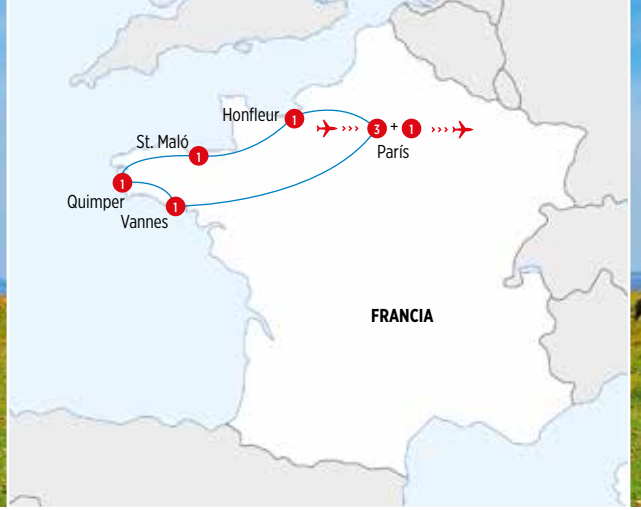 Honfleur
1
3 + 1
París
St. Maló
1
1
Quimper
1
Vannes
FRANCIA